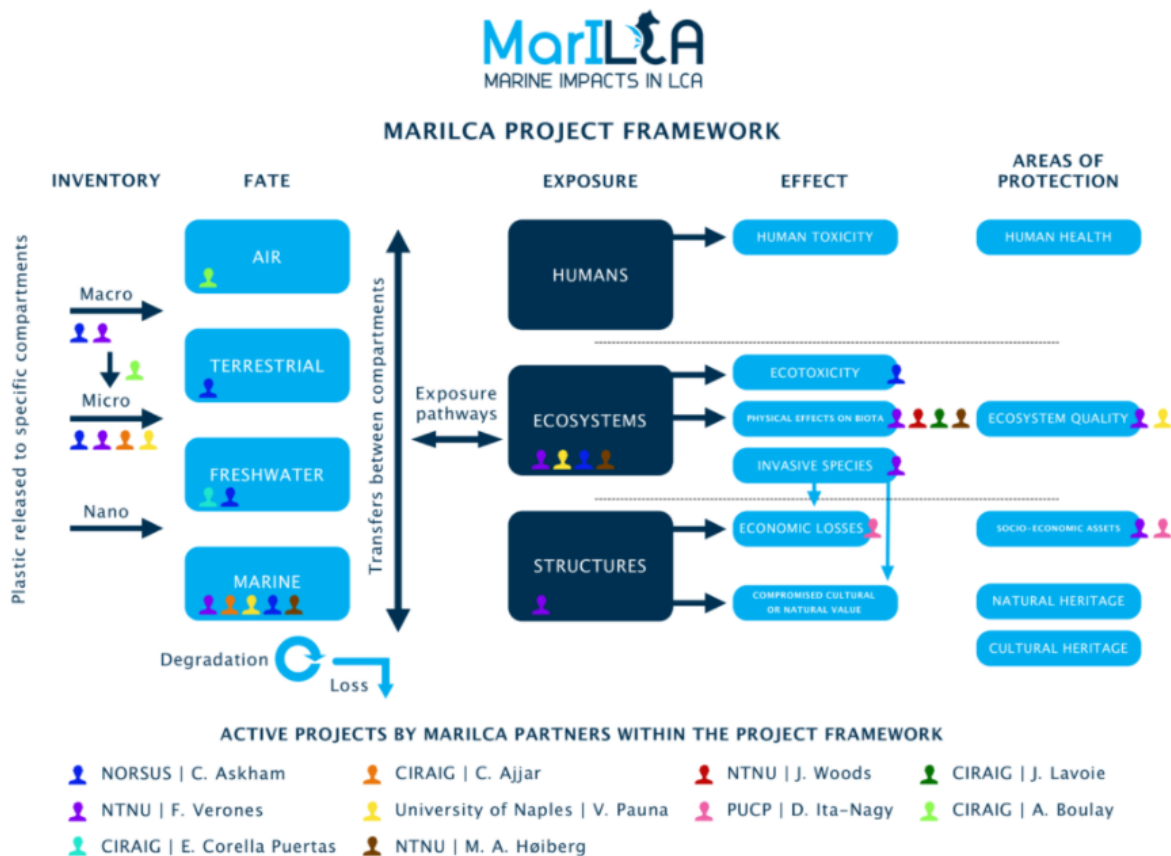 MarILCA
MARINE IMPACTS IN LCA
MARILCA PROJECT FRAMEWORK
INVENTORY
FATE
EXPOSURE
EFFECT
AREAS OF
PROTECTION
Plastic released to specific compartments
Macro
Micro
Nano
AIR
TERRESTRIAL
FRESHWATER
MARINE
Degradation
Loss
Transfers between compartments
Exposure
pathways
HUMANS
ECOSYSTEMS
STRUCTURES
HUMAN TOXICITY
ECOTOXICITY
PHYSICAL EFFECTS ON BIOTA
INVASIVE SPECIES
ECONOMIC LOSSES
COMPROMISED CULTURAL
OR NATURAL VALUE
HUMAN HEALTH
ECOSYSTEM QUALITY
SOCIO-ECONOMIC ASSETS
NATURAL HERITAGE
CULTURAL HERITAGE
ACTIVE PROJECTS BY MARILCA PARTNERS WITHIN THE PROJECT FRAMEWORK
NORSUS | C. Askham
CIRAIG | C. Ajjar
NTNU | J. Woods
CIRAIG | J. Lavoie
NTNU | F. Verones
University of Naples | V. Pauna
PUCP | D. Ita-Nagy
CIRAIG | A. Boulay
CIRAIG | E. Corella Puertas
NTNU | M. A. Høiberg